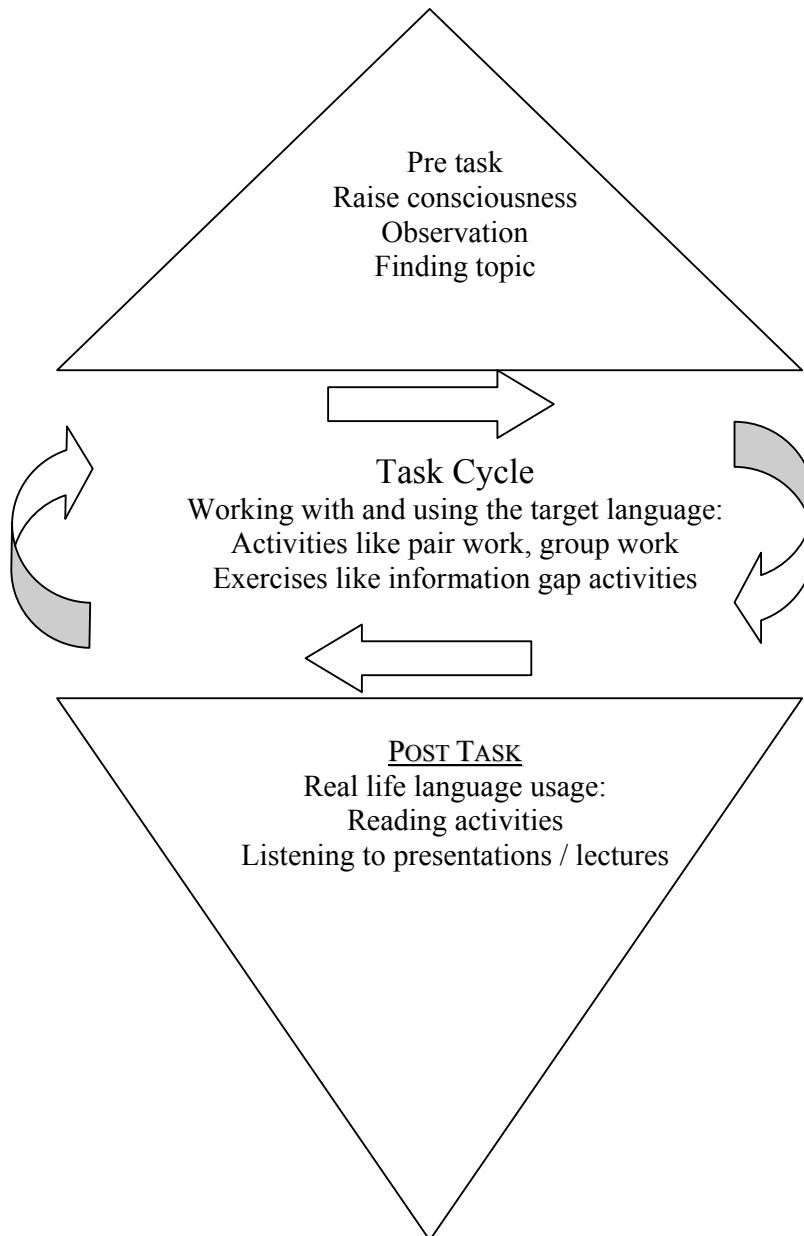 Pre task
Raise consciousness
Observation
Finding topic
Task Cycle
Working with and using the target language:
Activities like pair work, group work
Exercises like information gap activities
POST TASK
Real life language usage:
Reading activities
Listening to presentations / lectures